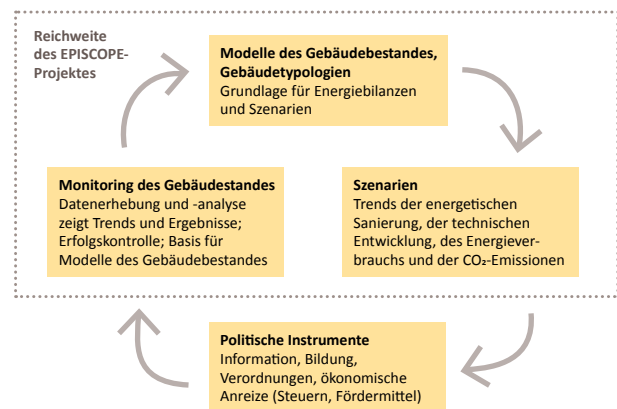 Reichweite
des EPISCOPE-
Projektes
Modelle des Gebäudebestandes,
Gebäudetypologien
Grundlage für Energiebilanzen
und Szenarien
Monitoring des Gebäudestandes
Datenerhebung und -analyse
zeigt Trends und Ergebnisse;
Erfolgskontrolle; Basis für
Modelle des Gebäudebestandes
Szenarien
Trends der energetischen
Sanierung, der technischen
Entwicklung, des Energiever-
brauchs und der CO₂-Emissionen
Politische Instrumente
Information, Bildung,
Verordnungen, ökonomische
Anreize (Steuern, Fördermittel)